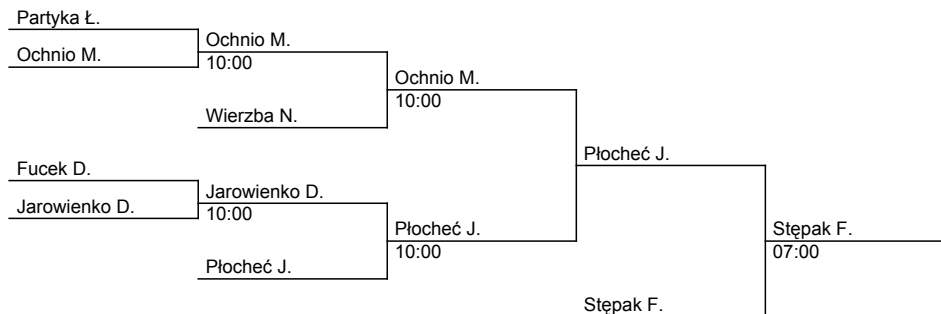 Partyka Ł.
Ochnio M.
Ochnio M.
10:00
Ochnio M.
10:00
Wierzba N.
Płocheć J.
Fucek D.
Jarowienko D.
Jarowienko D.
10:00
Płocheć J.
10:00
Stępak F.
07:00
Płocheć J.
Stępak F.